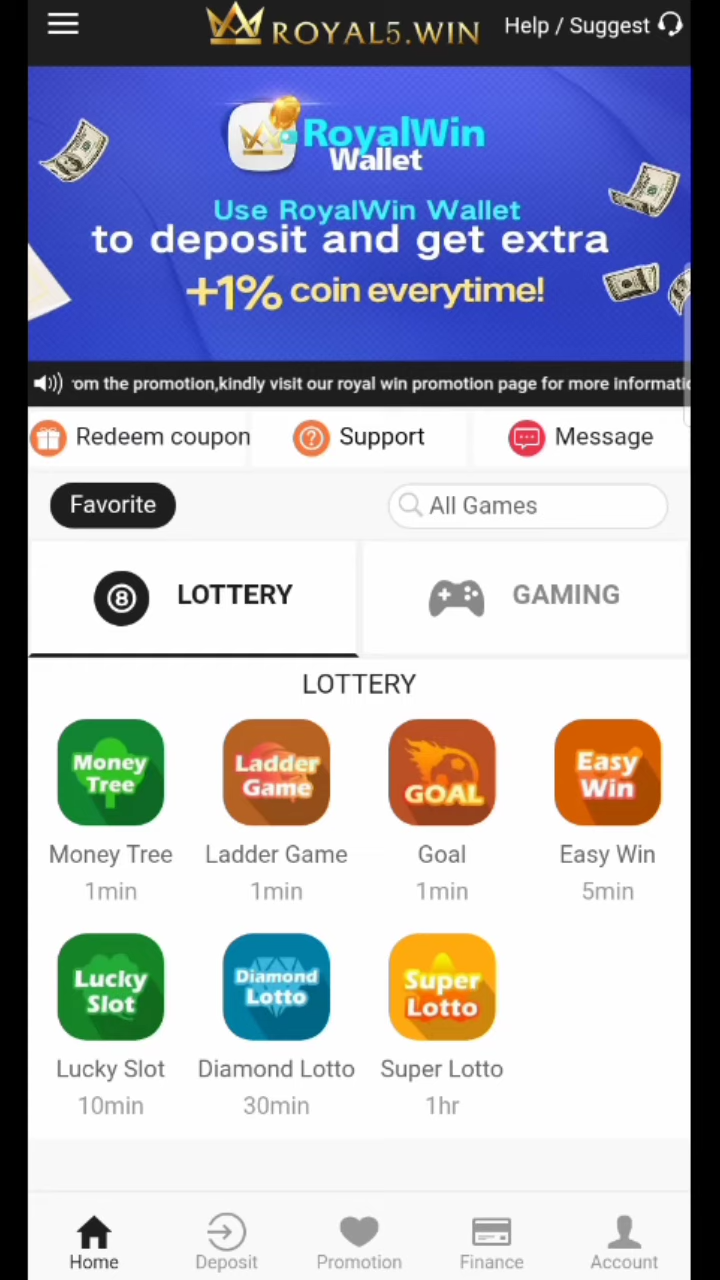 ROYAL5.WIN
Help / Suggest
RoyalWin
Wallet
Use RoyalWin Wallet
to deposit and get extra
+1% coin everytime!
om the promotion,kindly visit our royal win promotion page for more informati
Redeem coupon
Support
Message
Favorite
All Games
8
LOTTERY
GAMING
LOTTERY
Money
Tree
Ladder
Game
GOAL
Easy
Win
Money Tree
Ladder Game
Goal
Easy Win
1min
1min
1min
5min
Lucky
Slot
Diamond
Lotto
Super
Lotto
Lucky Slot
Diamond Lotto
Super Lotto
10min
30min
1hr
Home
Deposit
Promotion
Finance
Account